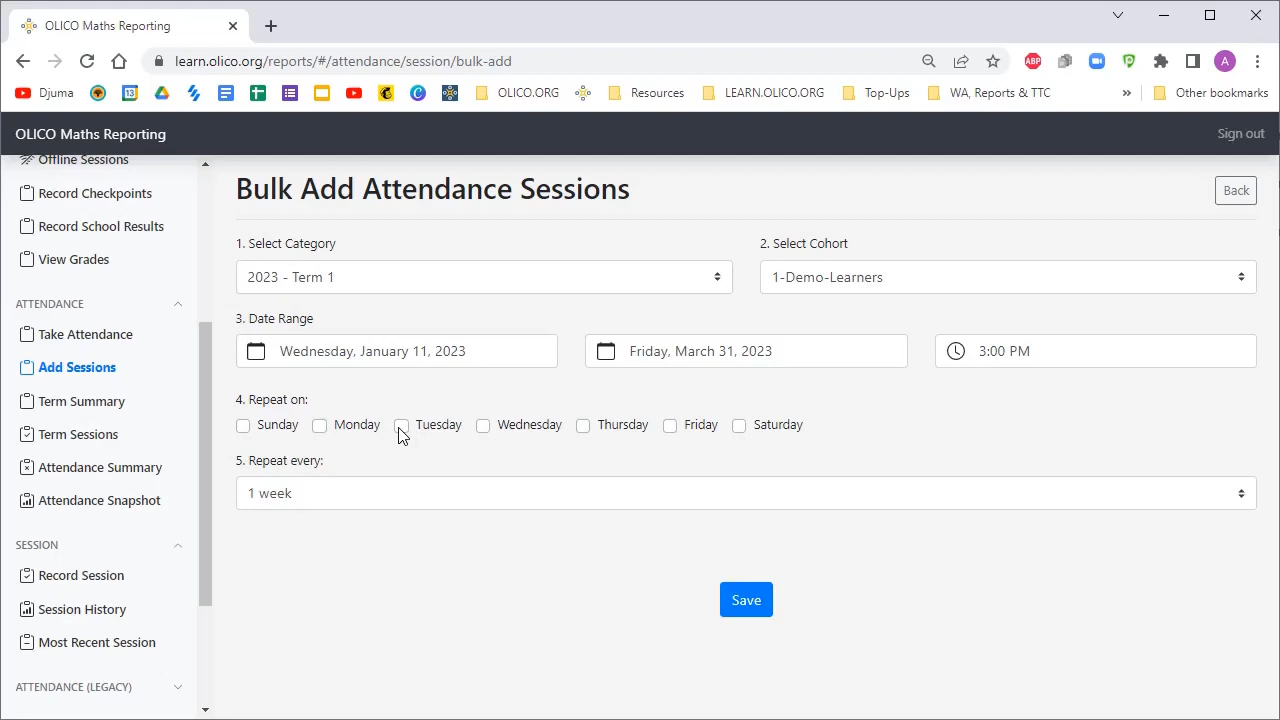 OLICO Maths Reporting
learn.olico.org/reports/#/attendance/session/bulk-add
ABP
A
Djuma
13
OLICO.ORG
Resources
LEARN.OLICO.ORG
Top-Ups
WA, Reports & TTC
»
Other bookmarks
OLICO Maths Reporting
Sign out
Offline Sessions
Record Checkpoints
Record School Results
View Grades
ATTENDANCE
Take Attendance
Add Sessions
Term Summary
Term Sessions
Attendance Summary
Attendance Snapshot
SESSION
Record Session
Session History
Most Recent Session
ATTENDANCE (LEGACY)
Bulk Add Attendance Sessions
Back
1. Select Category
2. Select Cohort
2023 - Term 1
1-Demo-Learners
3. Date Range
Wednesday, January 11, 2023
Friday, March 31, 2023
3:00 PM
4. Repeat on:
Sunday Monday Tuesday Wednesday Thursday Friday Saturday
5. Repeat every:
1 week
Save